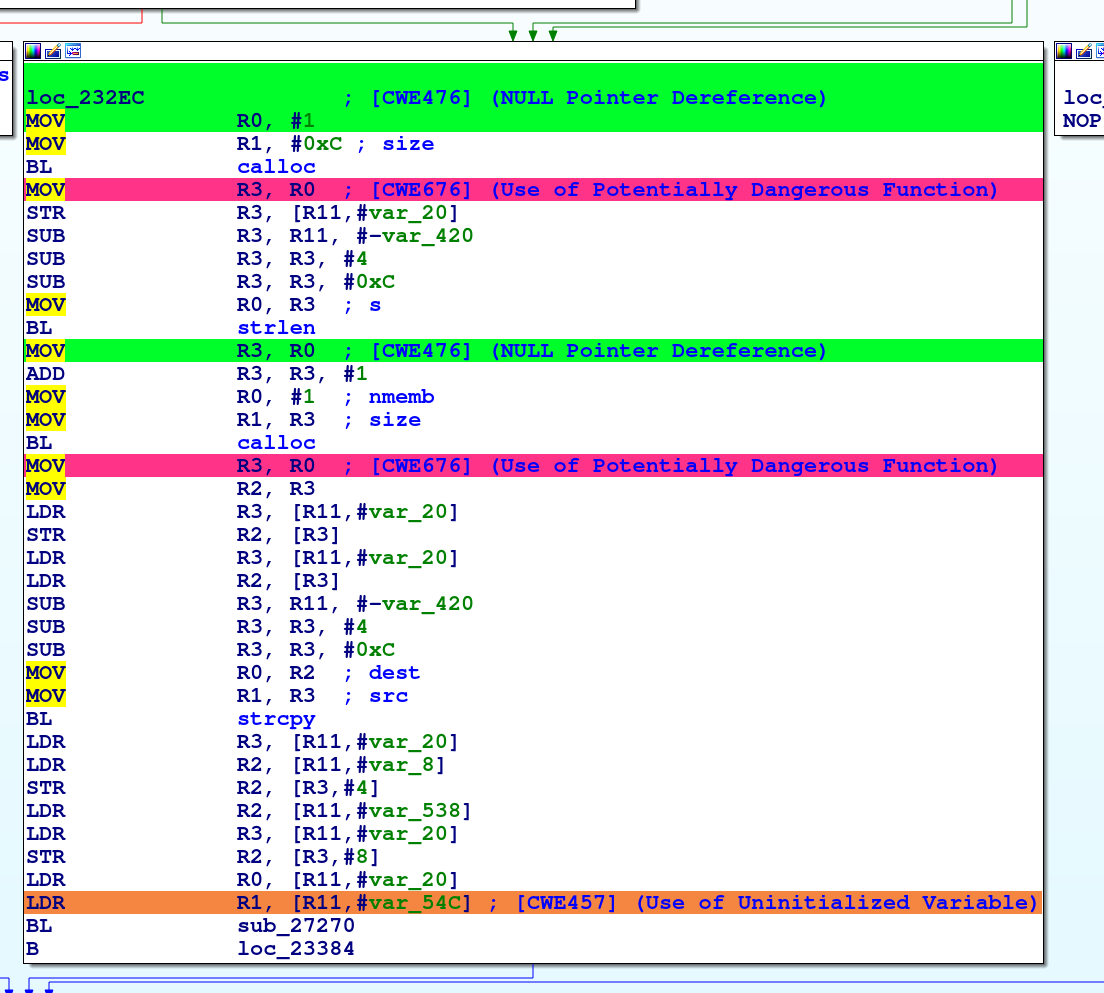 s
loc_232EC ; [CWE476] (NULL Pointer Dereference)
MOV R0, #1
MOV R1, #0xC ; size
BL calloc
MOV R3, R0 ; [CWE676] (Use of Potentially Dangerous Function)
STR R3, [R11,#var_20]
SUB R3, R11, #-var_420
SUB R3, R3, #4
SUB R3, R3, #0xC
MOV R0, R3 ; s
BL strlen
MOV R3, R0 ; [CWE476] (NULL Pointer Dereference)
ADD R3, R3, #1
MOV R0, #1 ; nmemb
MOV R1, R3 ; size
BL calloc
MOV R3, R0 ; [CWE676] (Use of Potentially Dangerous Function)
MOV R2, R3
LDR R3, [R11,#var_20]
STR R2, [R3]
LDR R3, [R11,#var_20]
LDR R2, [R3]
SUB R3, R11, #-var_420
SUB R3, R3, #4
SUB R3, R3, #0xC
MOV R0, R2 ; dest
MOV R1, R3 ; src
BL strcpy
LDR R3, [R11,#var_20]
LDR R2, [R11,#var_8]
STR R2, [R3,#4]
LDR R2, [R11,#var_538]
LDR R3, [R11,#var_20]
STR R2, [R3,#8]
LDR R0, [R11,#var_20]
LDR R1, [R11,#var_54C] ; [CWE457] (Use of Uninitialized Variable)
BL sub_27270
B loc_23384
loc_
NOP